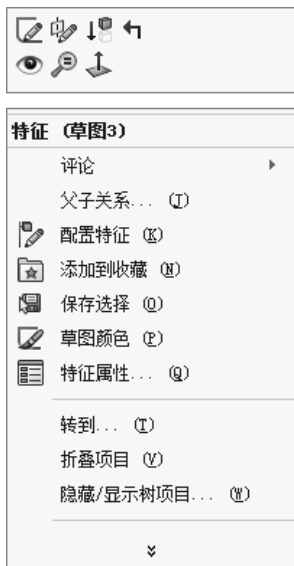 特征 (草图3)
评论
父子关系... (J)
配置特征 (K)
添加到收藏 (N)
保存选择 (O)
草图颜色 (P)
特征属性... (Q)
转到... (T)
折叠项目 (V)
隐藏/显示树项目... (W)